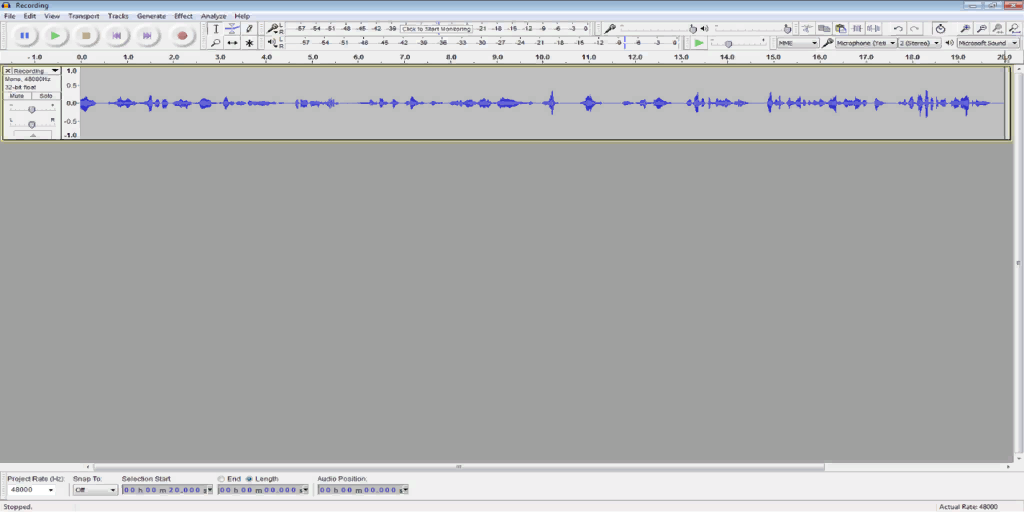 Recording
File Edit View Transport Tracks Generate Effect Analyze Help
L -57 -54 -51 -48 -45 -42 -39 Click to Start Monitoring -21 -18 -15 -12 -9 -6 -3 0
R
L -57 -54 -51 -48 -45 -42 -39 -36 -33 -30 -27 -24 -21 -18 -15 -12 -9 -6 -3 0
R
MME Microphone (Yeti 2 (Stereo) Microsoft Sound
-1.0 0.0 1.0 2.0 3.0 4.0 5.0 6.0 7.0 8.0 9.0 10.0 11.0 12.0 13.0 14.0 15.0 16.0 17.0 18.0 19.0 20.0
Recording
Mono, 48000Hz
32-bit float
Mute Solo
- +
L R
1.0
0.5
0.0
-0.5
-1.0
Project Rate (Hz): Snap To: Selection Start End Length Audio Position:
48000 Off 00 h 00 m 20.000 s 00 h 00 m 00.000 s 00 h 00 m 00.000 s
Stopped. Actual Rate: 48000